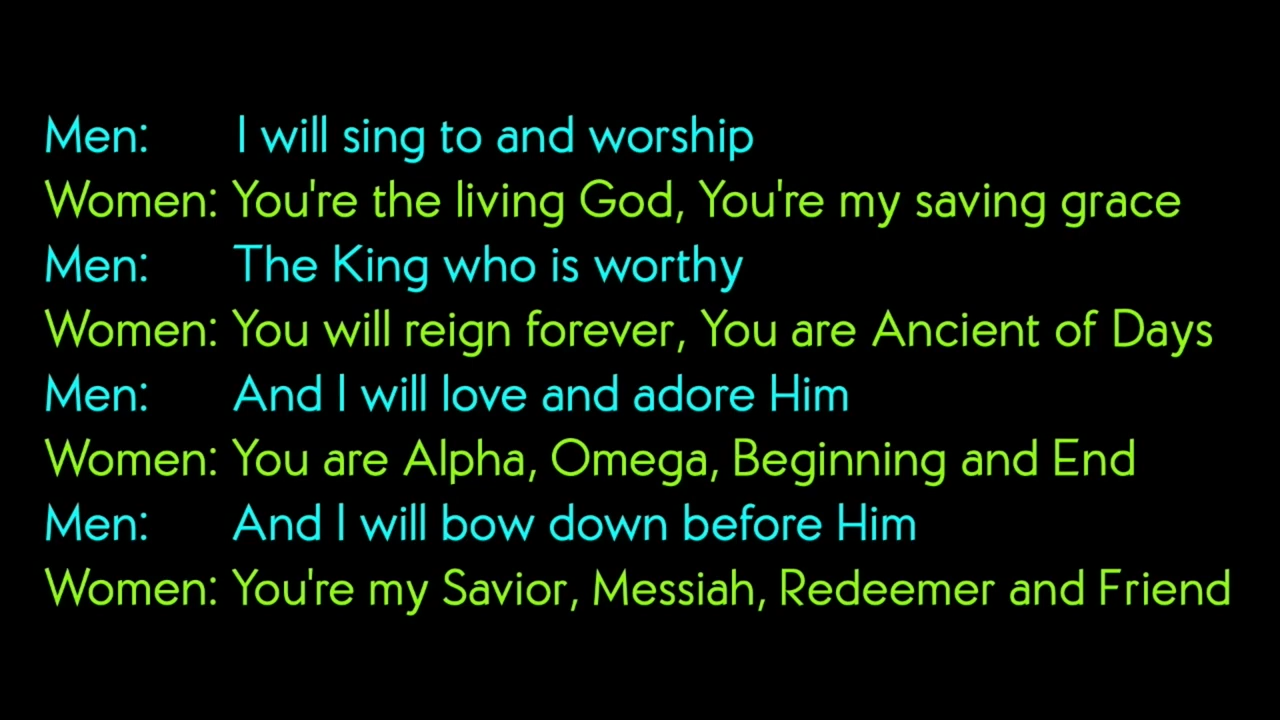 Men: I will sing to and worship
Women: You're the living God, You're my saving grace
Men: The King who is worthy
Women: You will reign forever, You are Ancient of Days
Men: And I will love and adore Him
Women: You are Alpha, Omega, Beginning and End
Men: And I will bow down before Him
Women: You're my Savior, Messiah, Redeemer and Friend